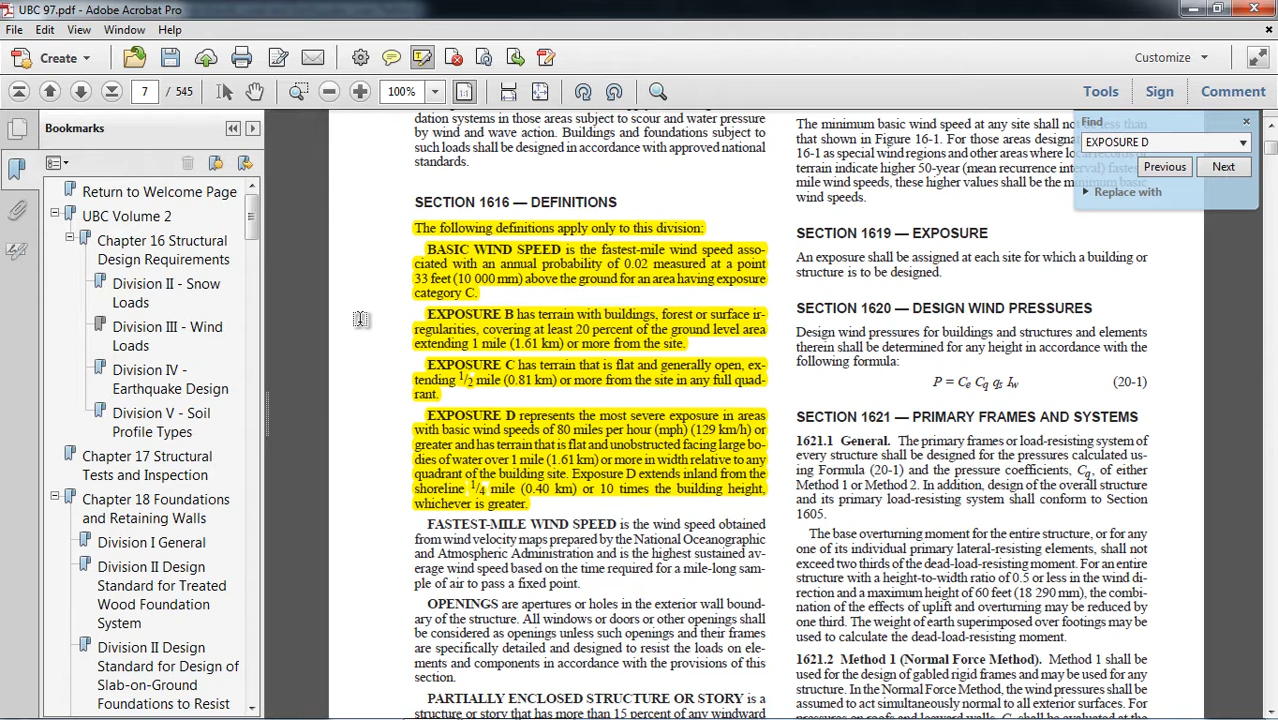 UBC 97.pdf - Adobe Acrobat Pro
File Edit View Window Help
Create
Customize
7 / 545
100%
Tools Sign Comment
Bookmarks
Return to Welcome Page
UBC Volume 2
Chapter 16 Structural
Design Requirements
Division II - Snow
Loads
Division III - Wind
Loads
Division IV -
Earthquake Design
Division V - Soil
Profile Types
Chapter 17 Structural
Tests and Inspection
Chapter 18 Foundations
and Retaining Walls
Division I General
Division II Design
Standard for Treated
Wood Foundation
System
Division II Design
Standard for Design of
Slab-on-Ground
Foundations to Resist
dation systems in those areas subject to scour and water pressure
by wind and wave action. Buildings and foundations subject to
such loads shall be designed in accordance with approved national
standards.
SECTION 1616 — DEFINITIONS
The following definitions apply only to this division:
BASIC WIND SPEED is the fastest-mile wind speed asso-
ciated with an annual probability of 0.02 measured at a point
33 feet (10 000 mm) above the ground for an area having exposure
category C.
EXPOSURE B has terrain with buildings, forest or surface ir-
regularities, covering at least 20 percent of the ground level area
extending 1 mile (1.61 km) or more from the site.
EXPOSURE C has terrain that is flat and generally open, ex-
tending 1/2 mile (0.81 km) or more from the site in any full quad-
rant.
EXPOSURE D represents the most severe exposure in areas
with basic wind speeds of 80 miles per hour (mph) (129 km/h) or
greater and has terrain that is flat and unobstructed facing large bo-
dies of water over 1 mile (1.61 km) or more in width relative to any
quadrant of the building site. Exposure D extends inland from the
shoreline 1/4 mile (0.40 km) or 10 times the building height,
whichever is greater.
FASTEST-MILE WIND SPEED is the wind speed obtained
from wind velocity maps prepared by the National Oceanographic
and Atmospheric Administration and is the highest sustained av-
erage wind speed based on the time required for a mile-long sam-
ple of air to pass a fixed point.
OPENINGS are apertures or holes in the exterior wall bound-
ary of the structure. All windows or doors or other openings shall
be considered as openings unless such openings and their frames
are specifically detailed and designed to resist the loads on ele-
ments and components in accordance with the provisions of this
section.
PARTIALLY ENCLOSED STRUCTURE OR STORY is a
structure or story that has more than 15 percent of any windward
The minimum basic wind speed at any site shall not be less than
that shown in Figure 16-1. For those areas designated
16-1 as special wind regions and other areas where local
terrain indicate higher 50-year (mean recurrence interval) fastest-
mile wind speeds, these higher values shall be the minimum basic
wind speeds.
SECTION 1619 — EXPOSURE
An exposure shall be assigned at each site for which a building or
structure is to be designed.
SECTION 1620 — DESIGN WIND PRESSURES
Design wind pressures for buildings and structures and elements
therein shall be determined for any height in accordance with the
following formula:
P = Ce Cq qs Iw (20-1)
SECTION 1621 — PRIMARY FRAMES AND SYSTEMS
1621.1 General. The primary frames or load-resisting system of
every structure shall be designed for the pressures calculated us-
ing Formula (20-1) and the pressure coefficients, Cq, of either
Method 1 or Method 2. In addition, design of the overall structure
and its primary load-resisting system shall conform to Section
1605.
The base overturning moment for the entire structure, or for any
one of its individual primary lateral-resisting elements, shall not
exceed two thirds of the dead-load-resisting moment. For an entire
structure with a height-to-width ratio of 0.5 or less in the wind di-
rection and a maximum height of 60 feet (18 290 mm), the combi-
nation of the effects of uplift and overturning may be reduced by
one third. The weight of earth superimposed over footings may be
used to calculate the dead-load-resisting moment.
1621.2 Method 1 (Normal Force Method). Method 1 shall be
used for the design of gabled rigid frames and may be used for any
structure. In the Normal Force Method, the wind pressures shall be
assumed to act simultaneously normal to all exterior surfaces. For
Find
EXPOSURE D
Previous Next
Replace with